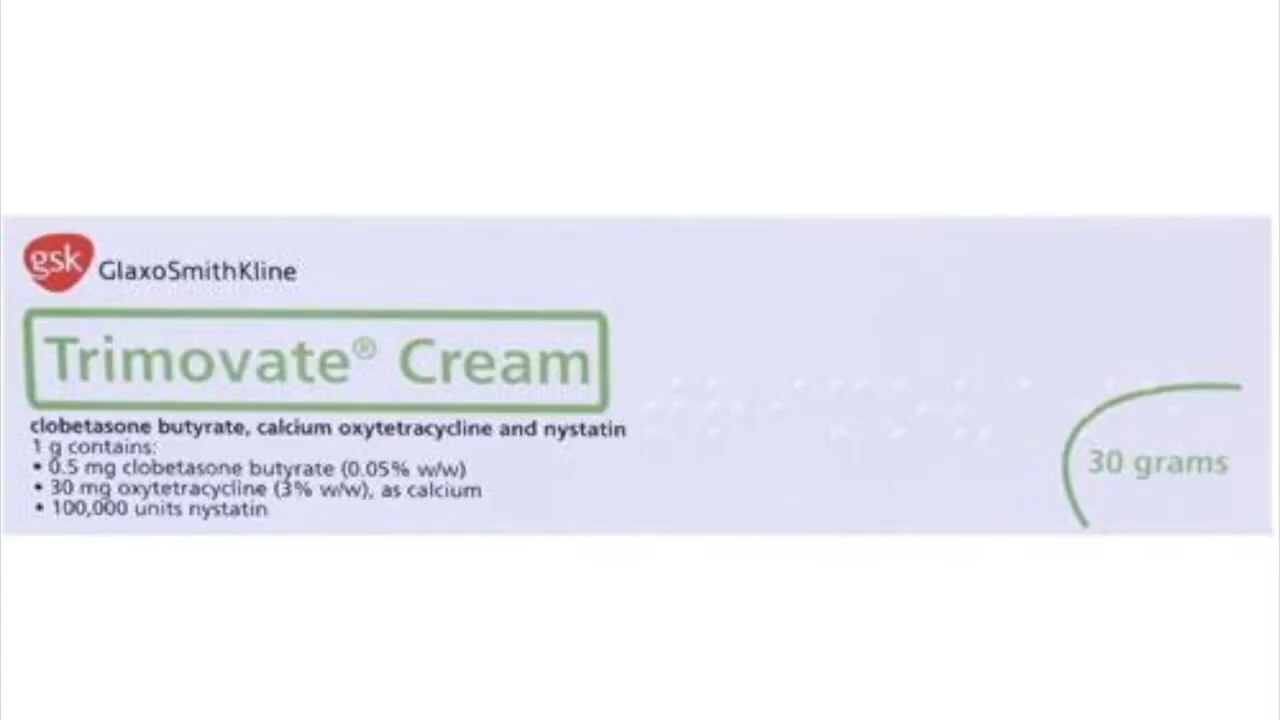 gsk GlaxoSmithKline
Trimovate® Cream
clobetasone butyrate, calcium oxytetracycline and nystatin
1 g contains:
• 0.5 mg clobetasone butyrate (0.05% w/w)
• 30 mg oxytetracycline (3% w/w), as calcium
• 100,000 units nystatin
30 grams